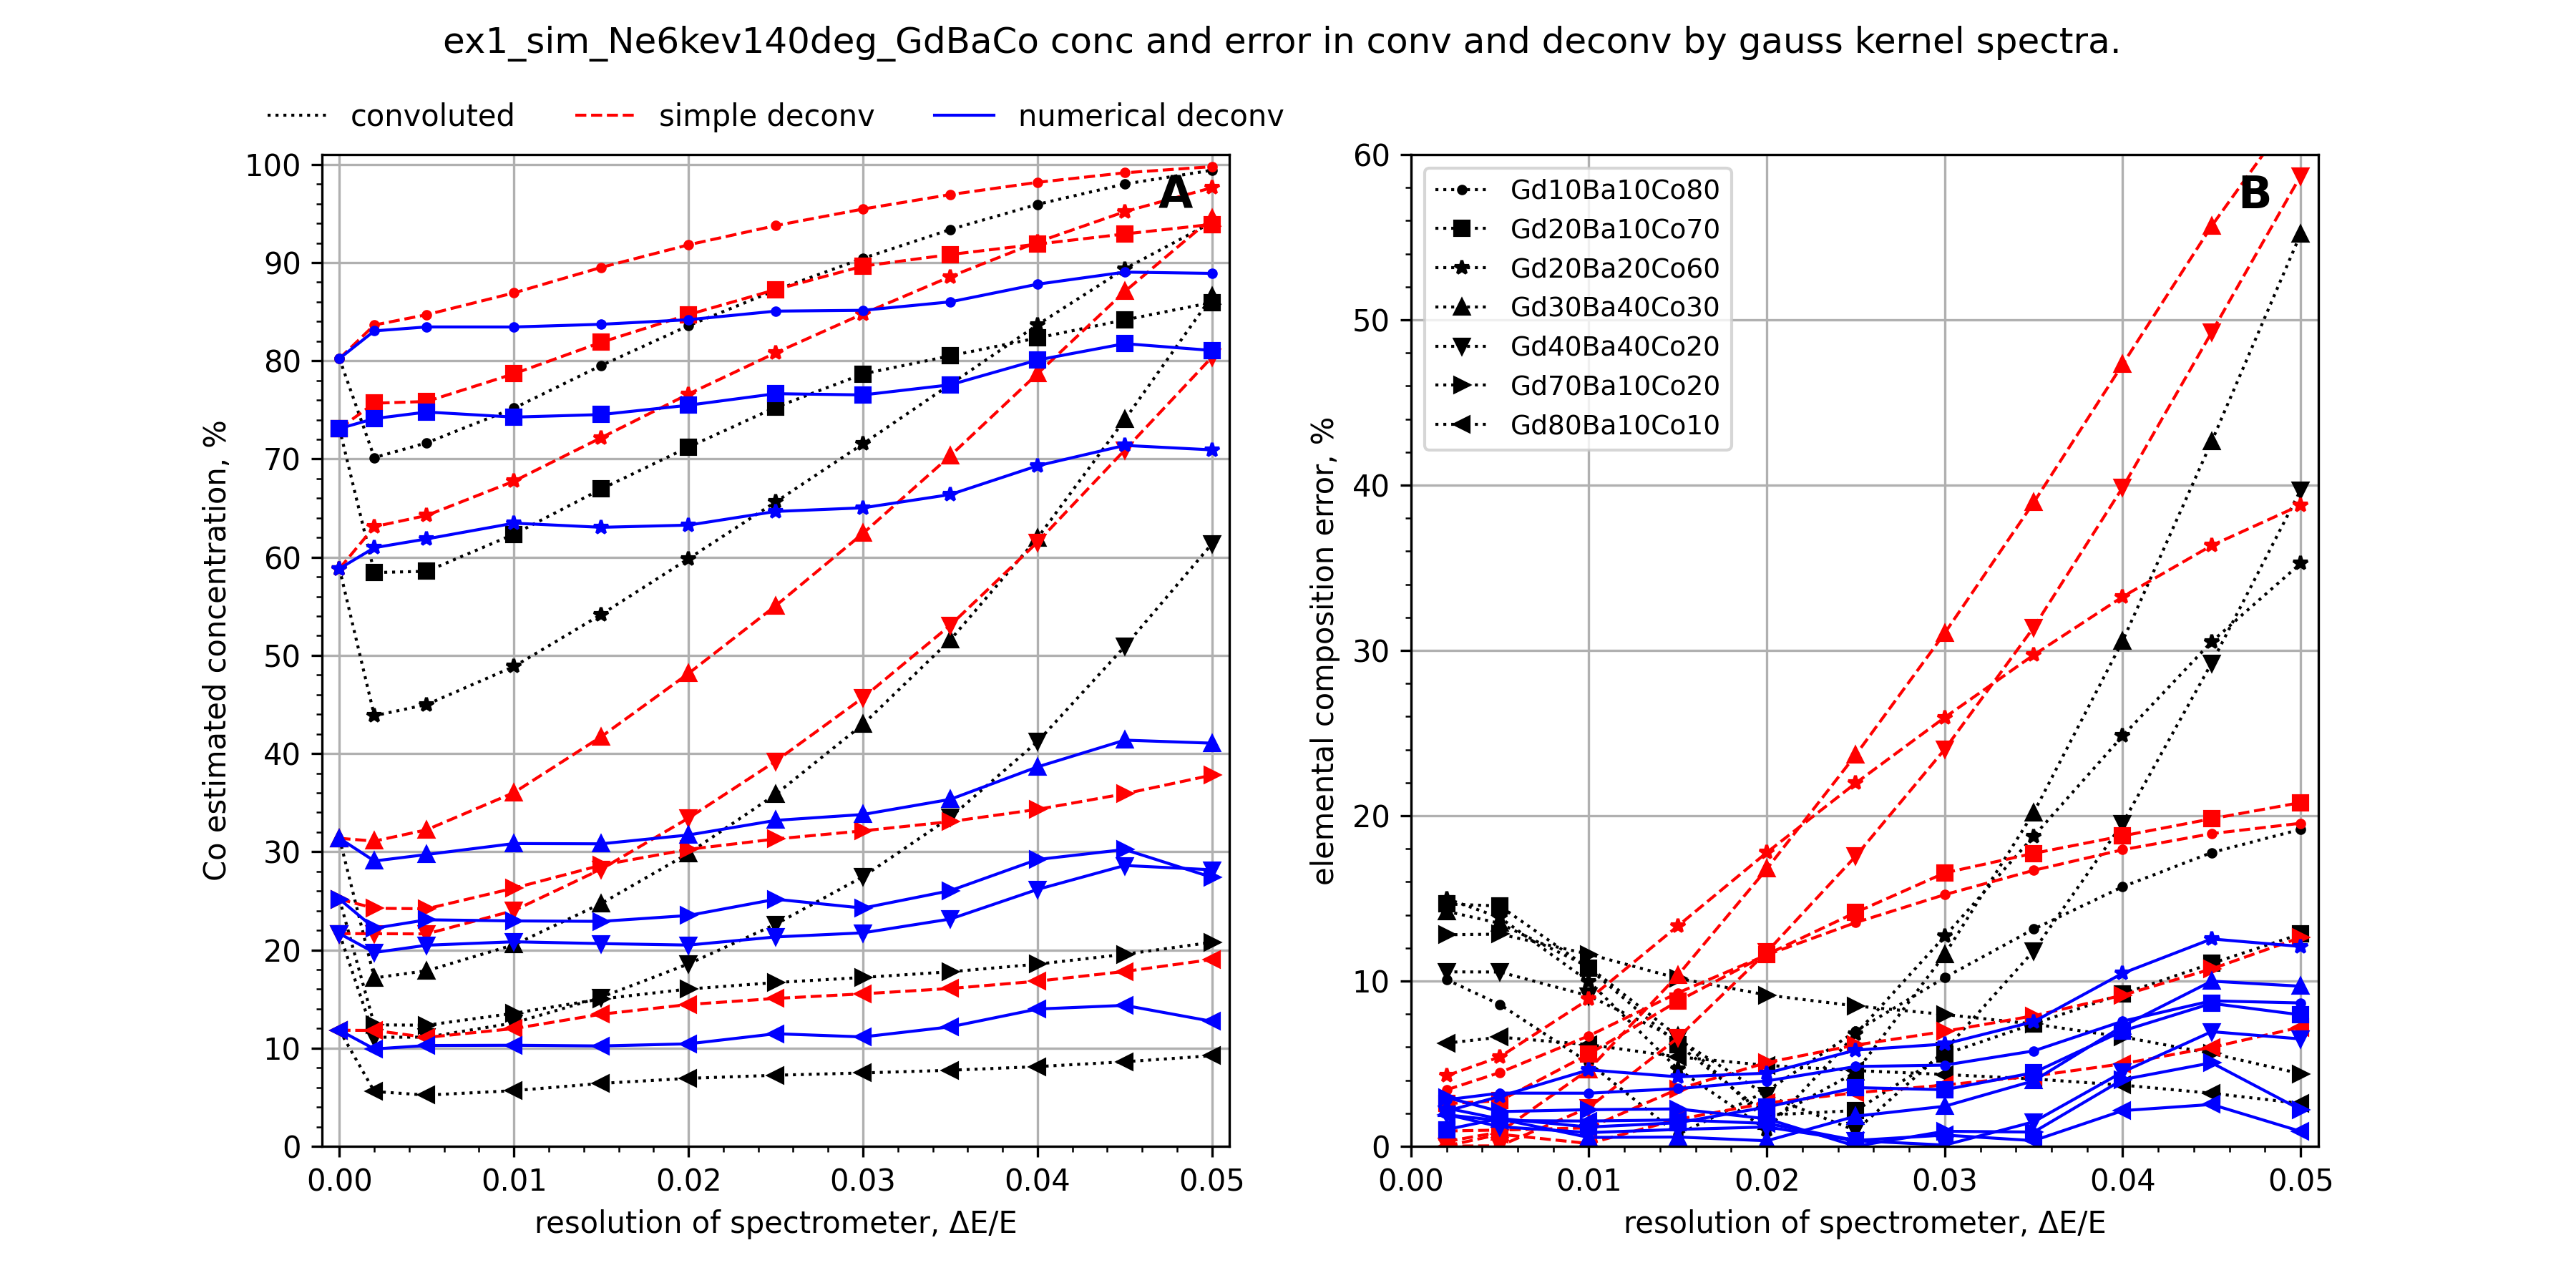 ex1_sim_Ne6kev140deg_GdBaCo conc and error in conv and deconv by gauss kernel spectra.
convoluted simple deconv numerical deconv
A
Co estimated concentration, %
100
90
80
70
60
50
40
30
20
10
0
0.00 0.01 0.02 0.03 0.04 0.05
resolution of spectrometer, ΔE/E
B
Gd10Ba10Co80
Gd20Ba10Co70
Gd20Ba20Co60
Gd30Ba40Co30
Gd40Ba40Co20
Gd70Ba10Co20
Gd80Ba10Co10
elemental composition error, %
60
50
40
30
20
10
0
0.00 0.01 0.02 0.03 0.04 0.05
resolution of spectrometer, ΔE/E